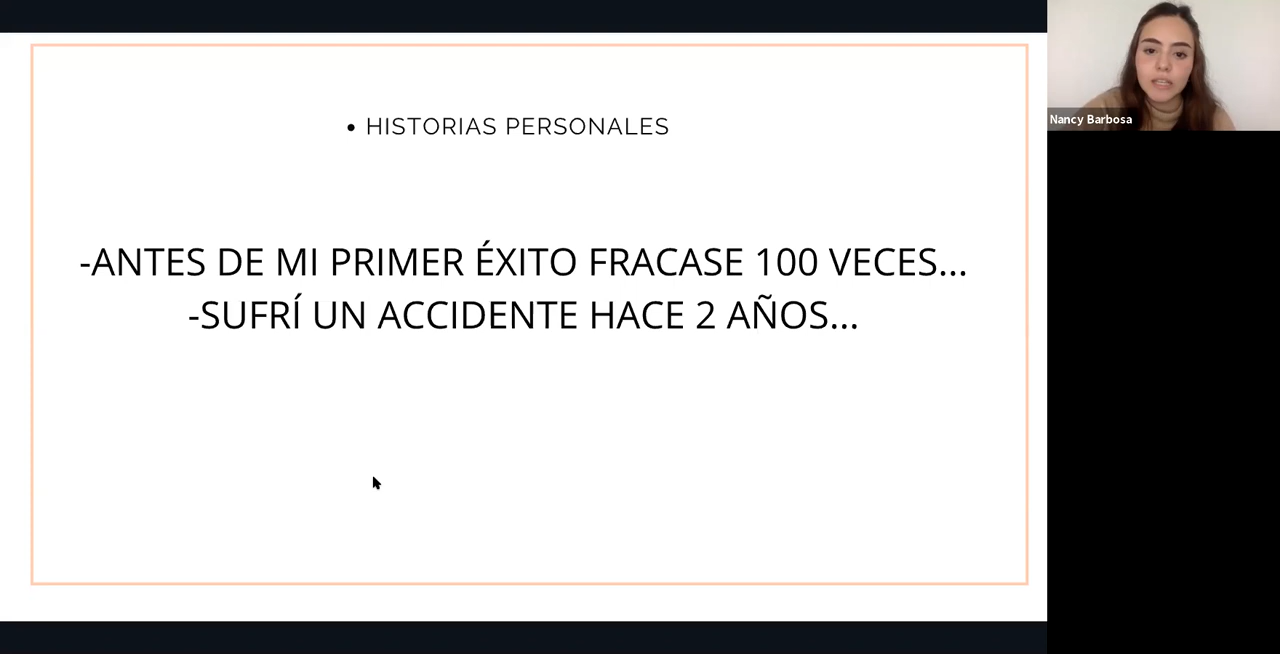 • HISTORIAS PERSONALES
-ANTES DE MI PRIMER ÉXITO FRACASE 100 VECES...
-SUFRÍ UN ACCIDENTE HACE 2 AÑOS...
Nancy Barbosa